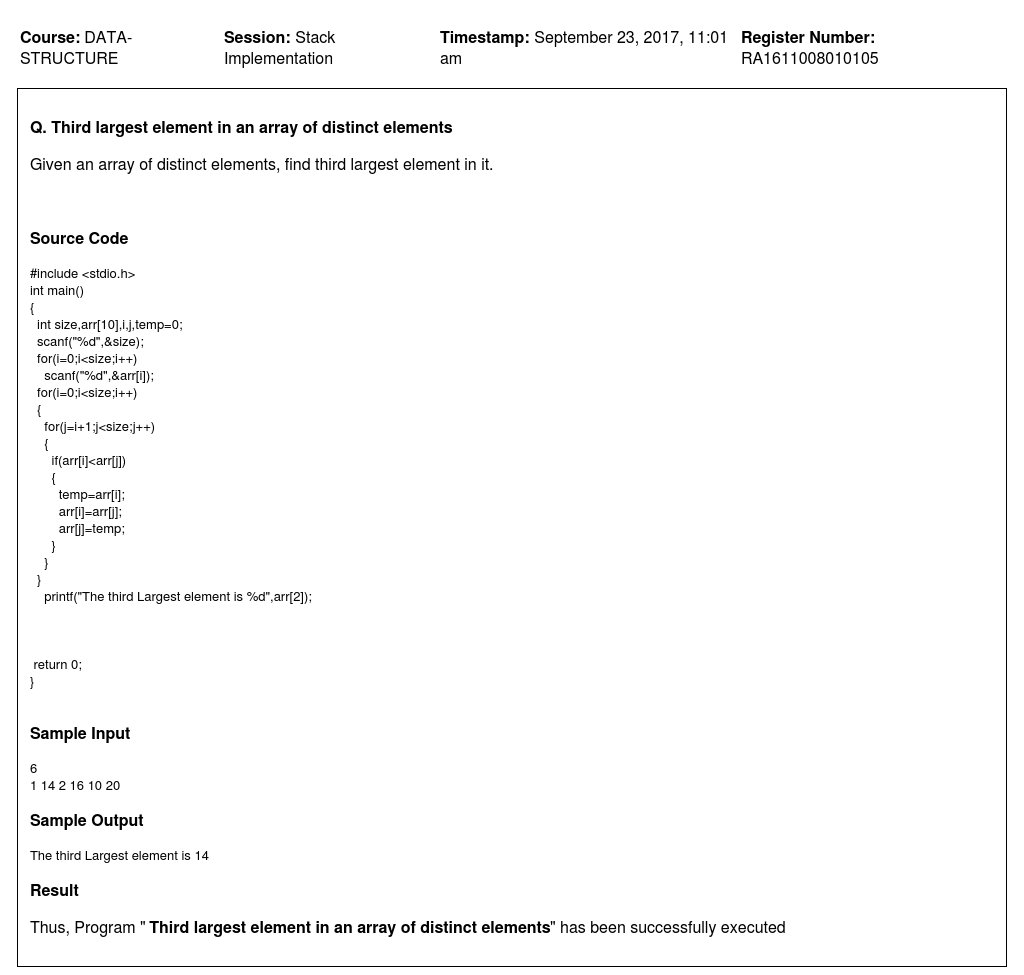 Course: DATA-STRUCTURE
Session: Stack Implementation
Timestamp: September 23, 2017, 11:01 am
Register Number: RA1611008010105
Q. Third largest element in an array of distinct elements
Given an array of distinct elements, find third largest element in it.
Source Code
#include <stdio.h>
int main()
{
  int size,arr[10],i,j,temp=0;
  scanf("%d",&size);
  for(i=0;i<size;i++)
    scanf("%d",&arr[i]);
  for(i=0;i<size;i++)
  {
    for(j=i+1;j<size;j++)
    {
      if(arr[i]<arr[j])
      {
        temp=arr[i];
        arr[i]=arr[j];
        arr[j]=temp;
      }
    }
  }
    printf("The third Largest element is %d",arr[2]);
 return 0;
}
Sample Input
6
1 14 2 16 10 20
Sample Output
The third Largest element is 14
Result
Thus, Program " Third largest element in an array of distinct elements" has been successfully executed